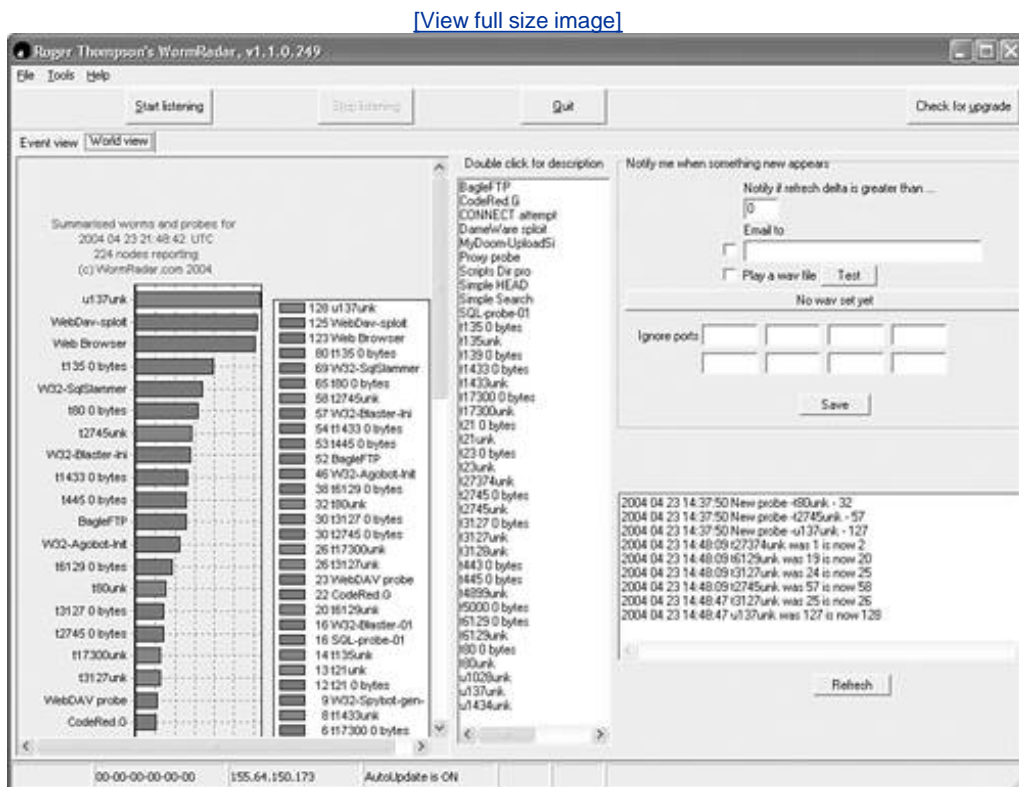 [View full size image]
Roger Thompson's WormRadar, v1.1.0.249
File Tools Help
Start listening
Stop listening
Quit
Check for upgrade
Event view
World view
Summarised worms and probes for
2004 04 23 21:48:42 UTC
224 nodes reporting
(c) WormRadar.com 2004
u137unk
WebDav-sploit
Web Browser
t135 0 bytes
W32-SqlSlammer
t80 0 bytes
t2745unk
W32-Blaster-Ini
t1433 0 bytes
t445 0 bytes
BagleFTP
W32-Agobot-Init
t6129 0 bytes
t80unk
t3127 0 bytes
t2745 0 bytes
t17300unk
t3127unk
WebDAV probe
CodeRed.G
128 u137unk
125 WebDav-sploit
123 Web Browser
80 t135 0 bytes
69 W32-SqlSlammer
65 t80 0 bytes
58 t2745unk
57 W32-Blaster-Ini
54 t1433 0 bytes
53 t445 0 bytes
52 BagleFTP
46 W32-Agobot-Init
38 t6129 0 bytes
32 t80unk
30 t3127 0 bytes
30 t2745 0 bytes
26 t17300unk
26 t3127unk
23 WebDAV probe
22 CodeRed.G
20 t6129unk
16 W32-Blaster-01
16 SQL-probe-01
14 t135unk
13 t21unk
12 t21 0 bytes
9 W32-Spybot-gen-
8 t1433unk
6 t17300 0 bytes
Double click for description
BagleFTP
CodeRed.G
CONNECT attempt
DameWare sploit
MyDoom-UploadSi
Proxy probe
Scripts Dir pro
Simple HEAD
Simple Search
SQL-probe-01
t135 0 bytes
t135unk
t139 0 bytes
t1433 0 bytes
t1433unk
t17300 0 bytes
t17300unk
t21 0 bytes
t21unk
t23 0 bytes
t23unk
t27374unk
t2745 0 bytes
t2745unk
t3127 0 bytes
t3127unk
t3128unk
t443 0 bytes
t445 0 bytes
t4899unk
t5000 0 bytes
t6129 0 bytes
t6129unk
t80 0 bytes
t80unk
u1028unk
u137unk
u1434unk
Notify me when something new appears
Notify if refresh delta is greater than ...
0
Email to
Play a wav file
Test
No wav set yet
Ignore ports
Save
2004 04 23 14:37:50 New probe -t80unk - 32
2004 04 23 14:37:50 New probe -t2745unk - 57
2004 04 23 14:37:50 New probe -u137unk - 127
2004 04 23 14:48:09 t27374unk was 1 is now 2
2004 04 23 14:48:09 t6129unk was 19 is now 20
2004 04 23 14:48:09 t3127unk was 24 is now 25
2004 04 23 14:48:09 t2745unk was 57 is now 58
2004 04 23 14:48:47 t3127unk was 25 is now 26
2004 04 23 14:48:47 u137unk was 127 is now 128
Refresh
00-00-00-00-00-00
155.64.150.173
AutoUpdate is ON